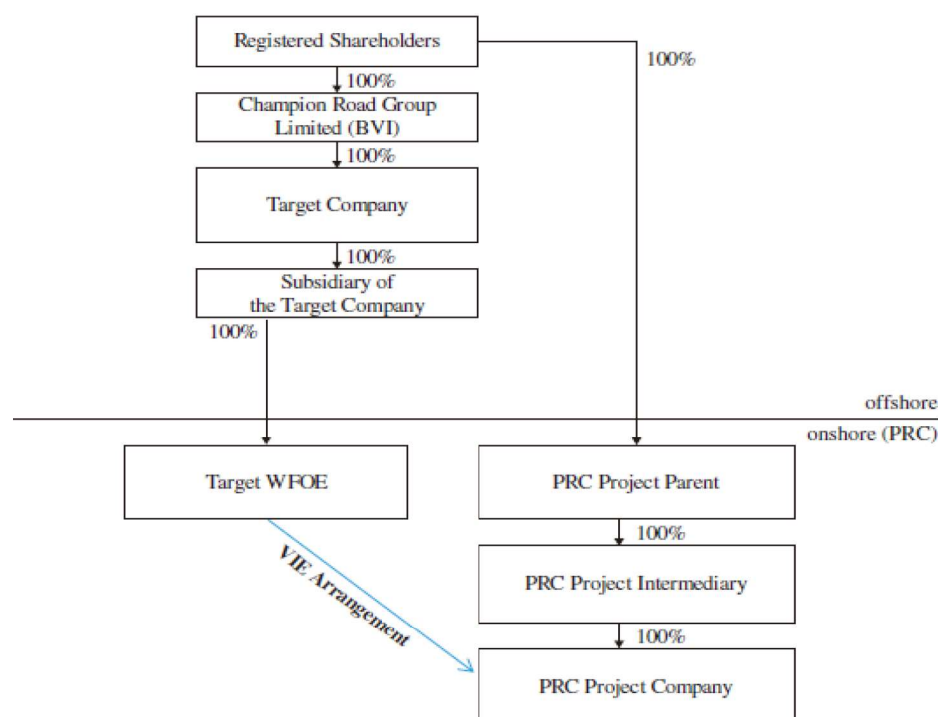 Registered Shareholders
100%
100%
Champion Road Group
Limited (BVI)
100%
Target Company
100%
Subsidiary of
the Target Company
100%
offshore
onshore (PRC)
Target WFOE
PRC Project Parent
100%
VIE Arrangement
PRC Project Intermediary
100%
PRC Project Company